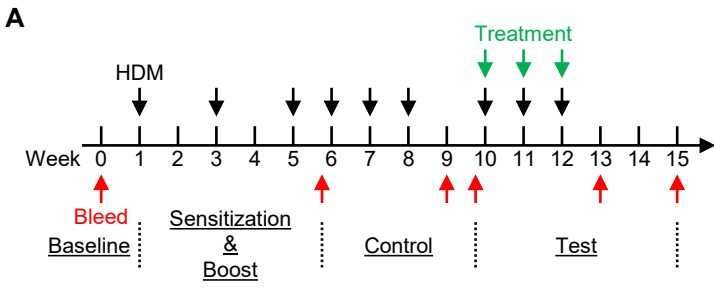 A
Treatment
HDM
Week 0 1 2 3 4 5 6 7 8 9 10 11 12 13 14 15
Bleed
Baseline
Sensitization
&
Boost
Control
Test